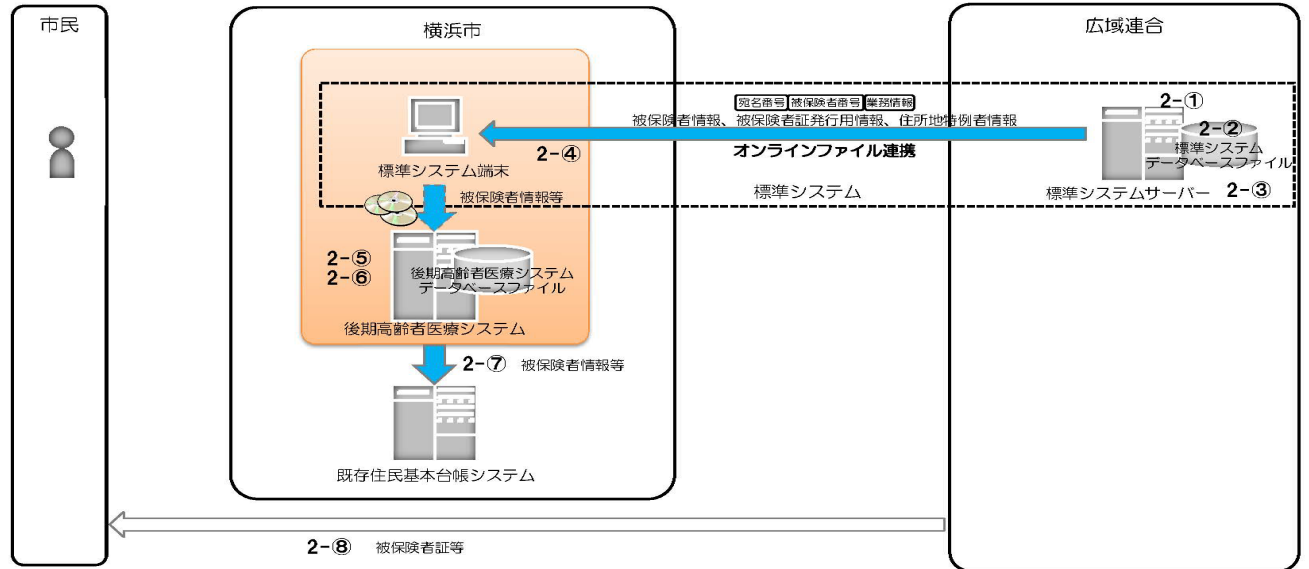 市民
横浜市
広域連合
宛名番号 被保険者番号 業務情報
被保険者情報、被保険者証発行用情報、住所地特例者情報
2-④
オンラインファイル連携
2-①
2-②
標準システム
データベースファイル
標準システム端末
標準システム
標準システムサーバー 2-③
被保険者情報等
2-⑤
2-⑥
後期高齢者医療システム
データベースファイル
後期高齢者医療システム
2-⑦ 被保険者情報等
既存住民基本台帳システム
2-⑧ 被保険者証等